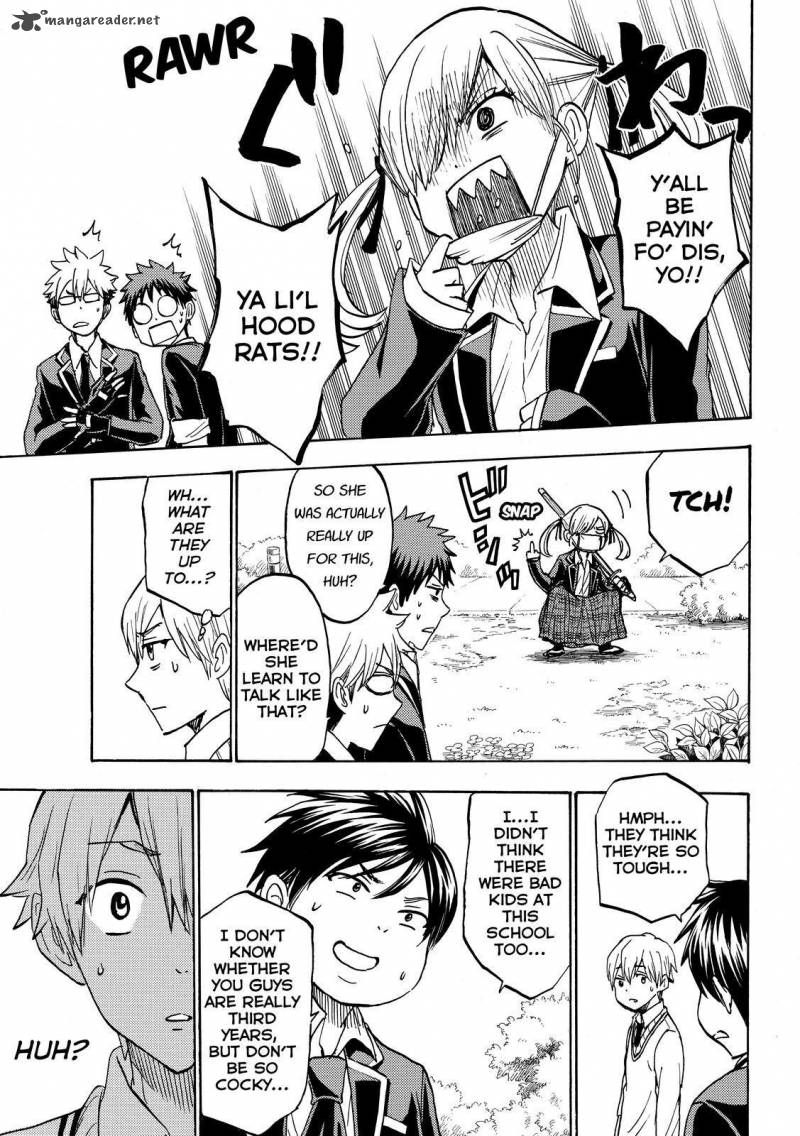 mangareader.net
RAWR
ぐわっ
Y'ALL
BE
PAYIN'
FO' DIS,
YO!!
YA LI'L
HOOD
RATS!!
TCH!
SNAP
ビシッ
SO SHE
WAS ACTUALLY
REALLY UP
FOR THIS,
HUH?
WHERE'D
SHE
LEARN TO
TALK LIKE
THAT?
WH...
WHAT
ARE
THEY
UP
TO...?
HMPH...
THEY THINK
THEY'RE SO
TOUGH...
I...I
DIDN'T
THINK
THERE
WERE BAD
KIDS AT
THIS
SCHOOL
TOO...
I DON'T
KNOW
WHETHER
YOU GUYS
ARE REALLY
THIRD
YEARS,
BUT DON'T
BE SO
COCKY...
HUH?